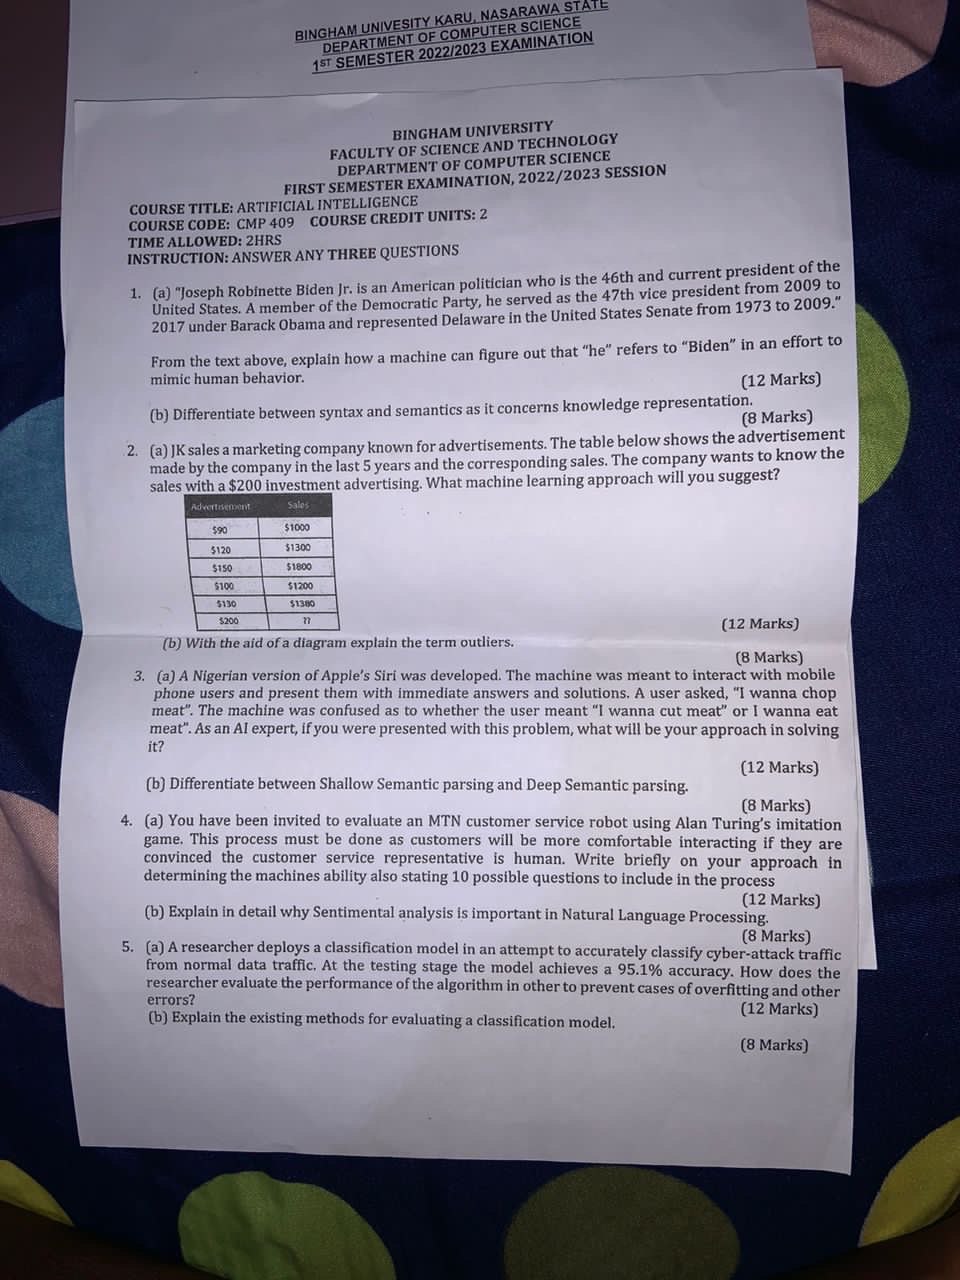 BINGHAM UNIVESITY KARU, NASARAWA STATE
DEPARTMENT OF COMPUTER SCIENCE
1ST SEMESTER 2022/2023 EXAMINATION
BINGHAM UNIVERSITY
FACULTY OF SCIENCE AND TECHNOLOGY
DEPARTMENT OF COMPUTER SCIENCE
FIRST SEMESTER EXAMINATION, 2022/2023 SESSION
COURSE TITLE: ARTIFICIAL INTELLIGENCE
COURSE CODE: CMP 409 COURSE CREDIT UNITS: 2
TIME ALLOWED: 2HRS
INSTRUCTION: ANSWER ANY THREE QUESTIONS
1. (a) "Joseph Robinette Biden Jr. is an American politician who is the 46th and current president of the
United States. A member of the Democratic Party, he served as the 47th vice president from 2009 to
2017 under Barack Obama and represented Delaware in the United States Senate from 1973 to 2009."
From the text above, explain how a machine can figure out that "he" refers to "Biden" in an effort to
mimic human behavior.
(12 Marks)
(b) Differentiate between syntax and semantics as it concerns knowledge representation.
(8 Marks)
2. (a) JK sales a marketing company known for advertisements. The table below shows the advertisement
made by the company in the last 5 years and the corresponding sales. The company wants to know the
sales with a $200 investment advertising. What machine learning approach will you suggest?
Advertisement Sales
$90 $1000
$120 $1300
$150 $1800
$100 $1200
$130 $1380
$200 ??
(12 Marks)
(b) With the aid of a diagram explain the term outliers.
(8 Marks)
3. (a) A Nigerian version of Apple's Siri was developed. The machine was meant to interact with mobile
phone users and present them with immediate answers and solutions. A user asked, "I wanna chop
meat". The machine was confused as to whether the user meant "I wanna cut meat" or I wanna eat
meat". As an AI expert, if you were presented with this problem, what will be your approach in solving
it?
(12 Marks)
(b) Differentiate between Shallow Semantic parsing and Deep Semantic parsing.
(8 Marks)
4. (a) You have been invited to evaluate an MTN customer service robot using Alan Turing's imitation
game. This process must be done as customers will be more comfortable interacting if they are
convinced the customer service representative is human. Write briefly on your approach in
determining the machines ability also stating 10 possible questions to include in the process
(12 Marks)
(b) Explain in detail why Sentimental analysis is important in Natural Language Processing.
(8 Marks)
5. (a) A researcher deploys a classification model in an attempt to accurately classify cyber-attack traffic
from normal data traffic. At the testing stage the model achieves a 95.1% accuracy. How does the
researcher evaluate the performance of the algorithm in other to prevent cases of overfitting and other
errors?
(12 Marks)
(b) Explain the existing methods for evaluating a classification model.
(8 Marks)